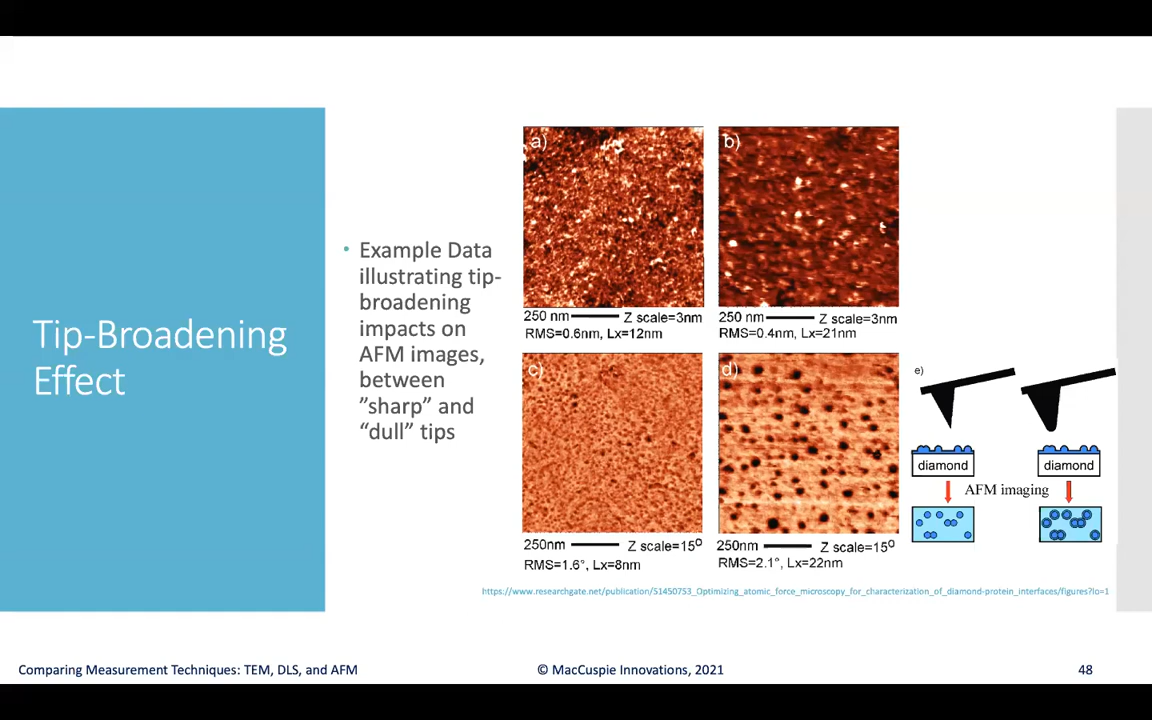 Tip-Broadening
Effect
• Example Data
illustrating tip-
broadening
impacts on
AFM images,
between
”sharp” and
“dull” tips
a)
250 nm
Z scale=3nm
RMS=0.6nm, Lx=12nm
b)
250 nm
Z scale=3nm
RMS=0.4nm, Lx=21nm
c)
250nm
Z scale=15º
RMS=1.6°, Lx=8nm
d)
250nm
Z scale=15º
RMS=2.1°, Lx=22nm
e)
diamond
diamond
AFM imaging
https://www.researchgate.net/publication/51450753_Optimizing_atomic_force_microscopy_for_characterization_of_diamond-protein_interfaces/figures?lo=1
Comparing Measurement Techniques: TEM, DLS, and AFM
© MacCuspie Innovations, 2021
48